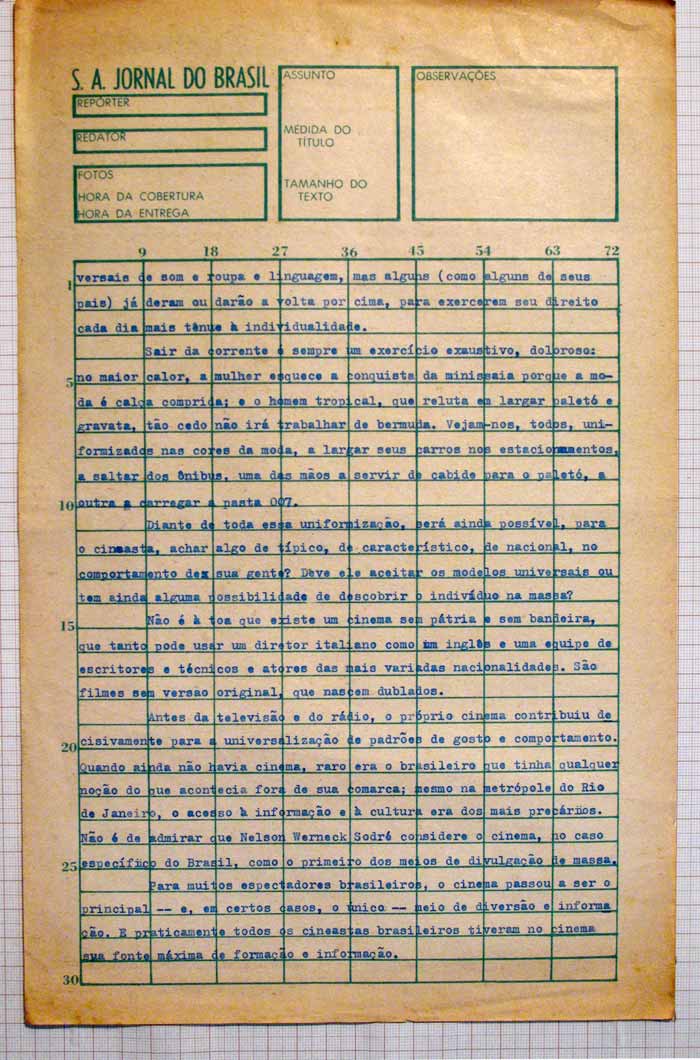 S. A. JORNAL DO BRASIL
REPÓRTER
REDATOR
FOTOS
HORA DA COBERTURA
HORA DA ENTREGA
ASSUNTO
MEDIDA DO
TÍTULO
TAMANHO DO
TEXTO
OBSERVAÇÕES
9 18 27 36 45 54 63 72
1 versais de som e roupa e linguagem, mas alguns (como alguns de seus
pais) já deram ou darão a volta por cima, para exercerem seu direito
cada dia mais tênue à individualidade.
Sair da corrente é sempre um exercício exaustivo, doloroso:
5 no maior calor, a mulher esquece a conquista da minissaia porque a mo-
da é calça comprida; e o homem tropical, que reluta em largar paletó e
gravata, tão cedo não irá trabalhar de bermuda. Vejam-nos, todos, uni-
formizados nas cores da moda, a largar seus carros nos estacionamentos,
a saltar dos ônibus, uma das mãos a servir de cabide para o paletó, a
10 outra a carregar a pasta 007.
Diante de toda essa uniformização, será ainda possível, para
o cineasta, achar algo de típico, de característico, de nacional, no
comportamento dex sua gente? Deve ele aceitar os modelos universais ou
tem ainda alguma possibilidade de descobrir o indivíduo na massa?
15 Não é à toa que existe um cinema sem pátria e sem bandeira,
que tanto pode usar um diretor italiano como um inglês e uma equipe de
escritores e técnicos e atores das mais variadas nacionalidades. São
filmes sem versão original, que nascem dublados.
Antes da televisão e do rádio, o próprio cinema contribuiu de
20 cisivamente para a universalização de padrões de gosto e comportamento.
Quando ainda não havia cinema, raro era o brasileiro que tinha qualquer
noção do que acontecia fora de sua comarca; mesmo na metrópole do Rio
de Janeiro, o acesso à informação e à cultura era dos mais precários.
Não é de admirar que Nelson Werneck Sodré considere o cinema, no caso
25 específico do Brasil, como o primeiro dos meios de divulgação de massa.
Para muitos espectadores brasileiros, o cinema passou a ser o
principal -- e, em certos casos, o único -- meio de diversão e informa
ção. E praticamente todos os cineastas brasileiros tiveram no cinema
sua fonte máxima de formação e informação.
30